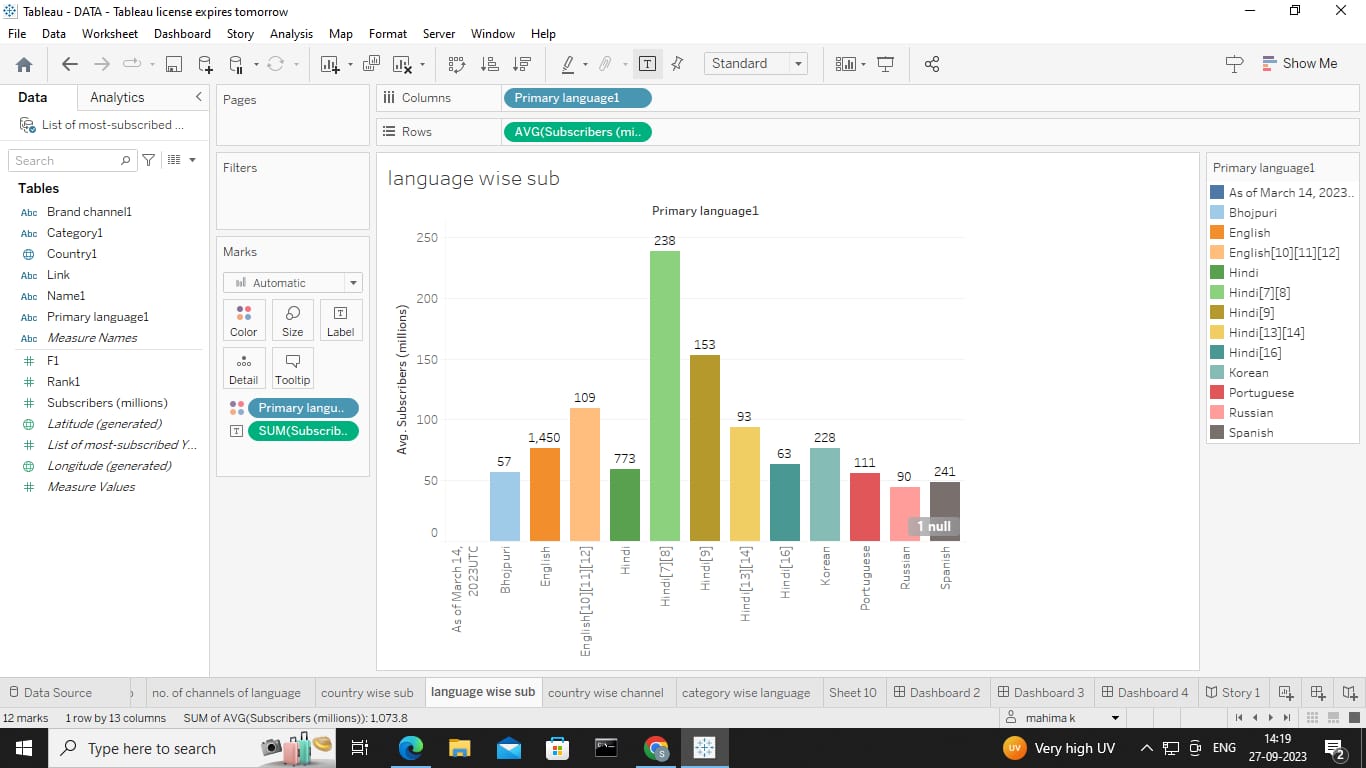 Tableau - DATA - Tableau license expires tomorrow
File Data Worksheet Dashboard Story Analysis Map Format Server Window Help
Standard
Show Me
Data Analytics
List of most-subscribed ...
Search
Tables
Abc Brand channel1
Abc Category1
Country1
Abc Link
Abc Name1
Abc Primary language1
Abc Measure Names
# F1
# Rank1
# Subscribers (millions)
Latitude (generated)
# List of most-subscribed Y...
Longitude (generated)
# Measure Values
Pages
Filters
Marks
Automatic
Color Size Label
Detail Tooltip
Primary langu..
SUM(Subscrib..
Columns Primary language1
Rows AVG(Subscribers (mi..
language wise sub
Primary language1
Avg. Subscribers (millions)
250
200
150
100
50
0
57
1,450
109
773
238
153
93
63
228
111
90
241
1 null
As of March 14,
2023UTC
Bhojpuri
English
English[10][11][12]
Hindi
Hindi[7][8]
Hindi[9]
Hindi[13][14]
Hindi[16]
Korean
Portuguese
Russian
Spanish
Primary language1
As of March 14, 2023..
Bhojpuri
English
English[10][11][12]
Hindi
Hindi[7][8]
Hindi[9]
Hindi[13][14]
Hindi[16]
Korean
Portuguese
Russian
Spanish
Data Source no. of channels of language country wise sub language wise sub country wise channel category wise language Sheet 10 Dashboard 2 Dashboard 3 Dashboard 4 Story 1
12 marks 1 row by 13 columns SUM of AVG(Subscribers (millions)): 1,073.8 mahima k
Type here to search
UV Very high UV ENG 14:19
27-09-2023 2